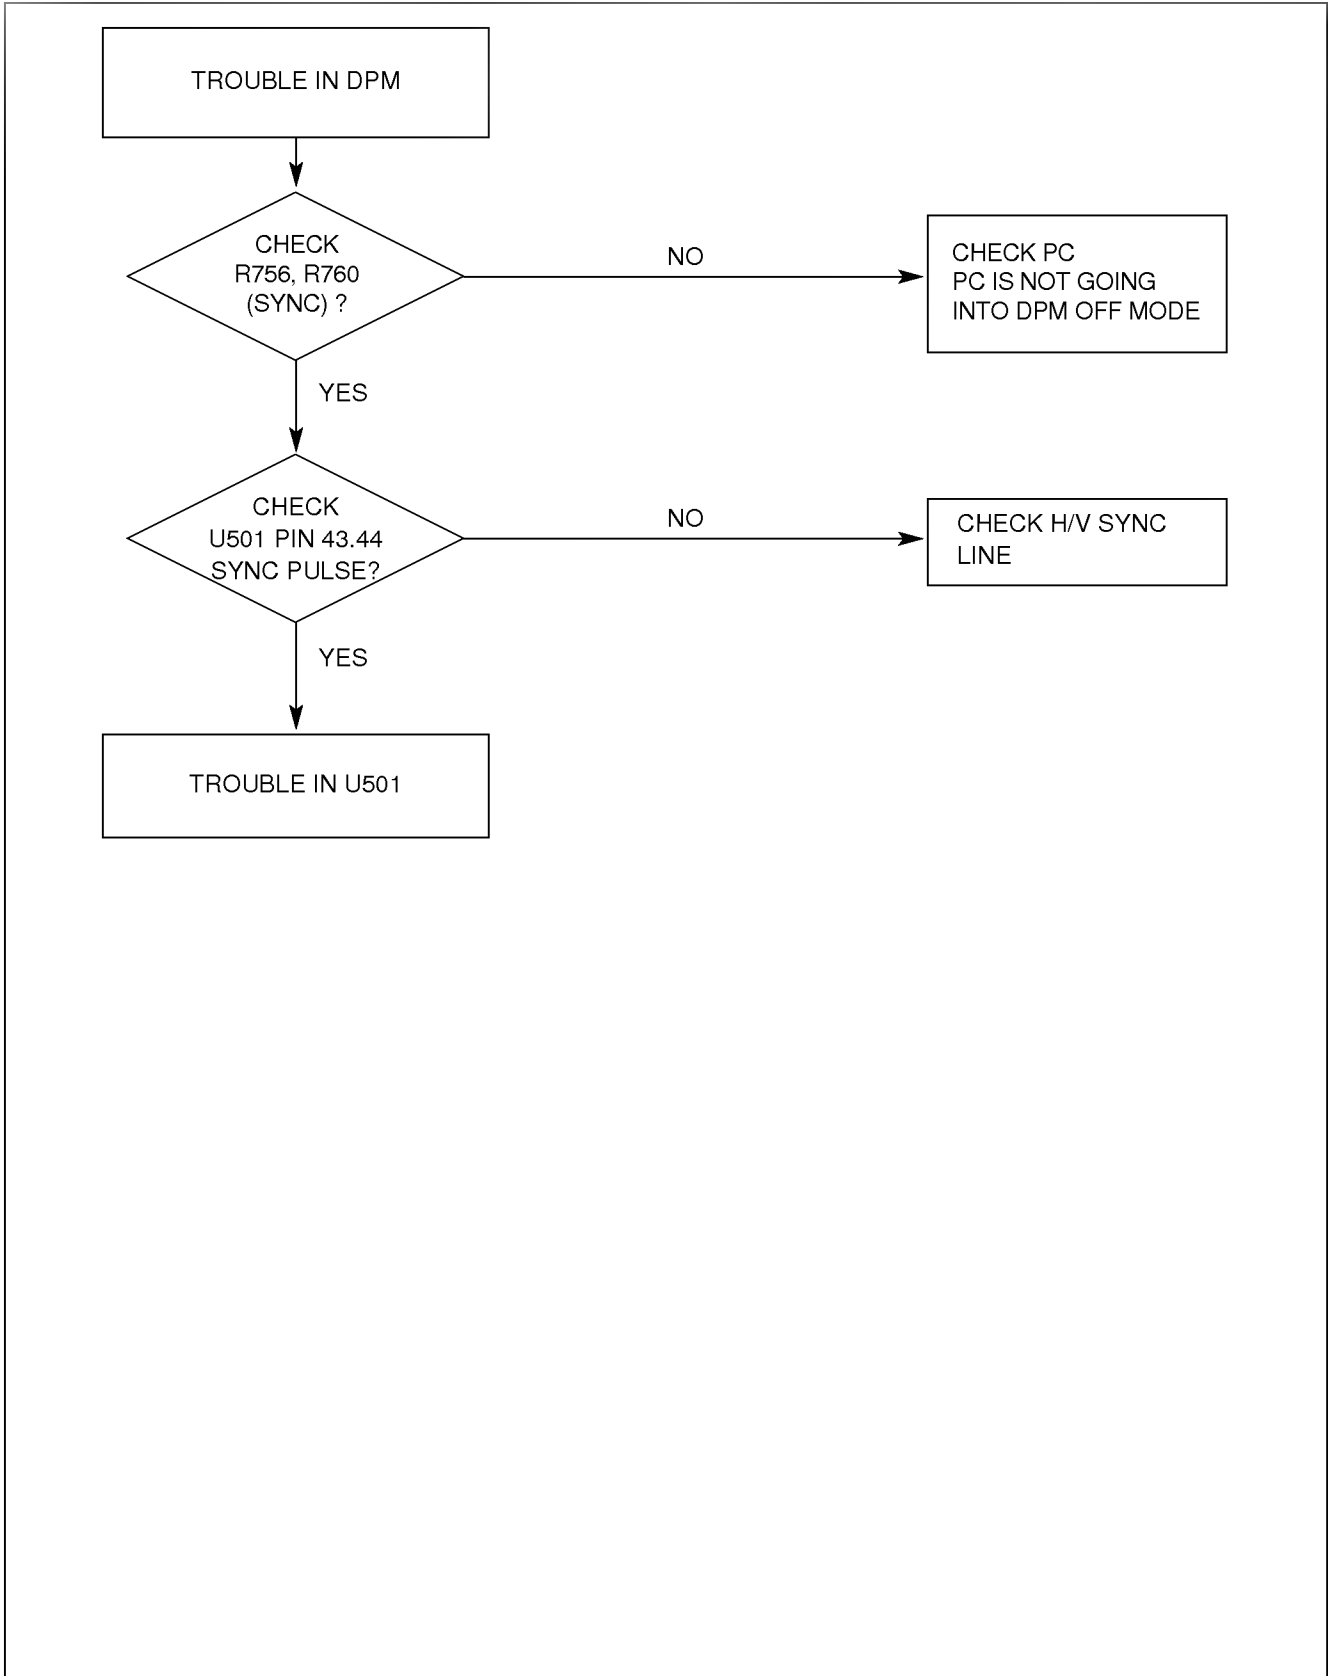 TROUBLE IN DPM
CHECK
R756, R760
(SYNC) ?
NO
CHECK PC
PC IS NOT GOING
INTO DPM OFF MODE
YES
CHECK
U501 PIN 43.44
SYNC PULSE?
NO
CHECK H/V SYNC
LINE
YES
TROUBLE IN U501